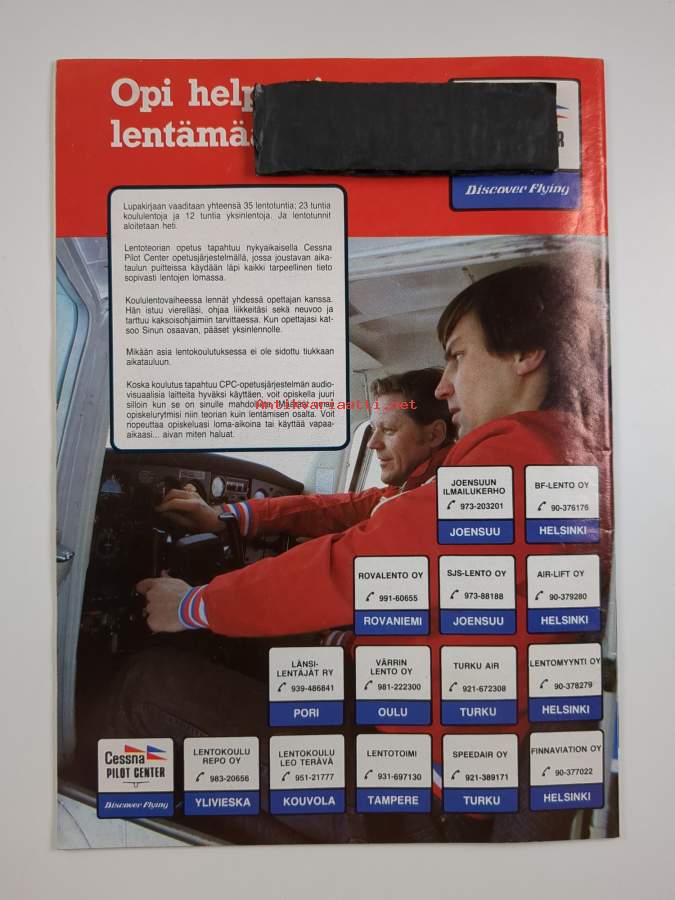 Opi
lentämää
ER
Discover Flying
Lupakirjaan vaaditaan yhteensä 35 lentotuntia; 23 tuntia
koululentoja ja 12 tuntia yksinlentoja. Ja lentotunnit
aloitetaan heti.
Lentoteorian opetus tapahtuu nykyaikaisella Cessna
Pilot Center opetusjärjestelmällä, jossa joustavan aika-
taulun puitteissa käydään läpi kaikki tarpeellinen tieto
sopivasti lentojen lomassa.
Koululentovaiheessa lennät yhdessä opettajan kanssa.
Hän istuu vierelläsi, ohjaa liikkeitäsi sekä neuvoo ja
tarttuu kaksoisohjaimiin tarvittaessa. Kun opettajasi kat-
soo Sinun osaavan, pääset yksinlennolle.
Mikään asia lentokoulutuksessa ei ole sidottu tiukkaan
aikatauluun.
Koska koulutus tapahtuu CPC-opetusjärjestelmän audio-
visuaalisia laitteita hyväksi käyttäen, voit opiskella juuri
silloin kun se on sinulle mahdollista. Määräät oman
opiskelurytmisi niin teorian kuin lentämisen osalta. Voit
nopeuttaa opiskeluasi loma-aikoina tai käyttää vapaa-
aikaasi... aivan miten haluat.
Antikvariaatti.net
JOENSUUN
ILMAILUKERHO
973-203201
JOENSUU
BF-LENTO OY
90-376176
HELSINKI
ROVALENTO OY
991-60655
ROVANIEMI
SJS-LENTO OY
973-88188
JOENSUU
AIR-LIFT OY
90-379280
HELSINKI
LÄNSI-
LENTÄJÄT RY
939-486841
PORI
VÄRRIN
LENTO OY
981-222300
OULU
TURKU AIR
921-672308
TURKU
LENTOMYYNTI OY
90-378279
HELSINKI
Cessna
PILOT CENTER
Discover Flying
LENTOKOULU
REPO OY
983-20656
YLIVIESKA
LENTOKOULU
LEO TERÄVÄ
951-21777
KOUVOLA
LENTOTOIMI
931-697130
TAMPERE
SPEEDAIR OY
921-389171
TURKU
FINNAVIATION OY
90-377022
HELSINKI